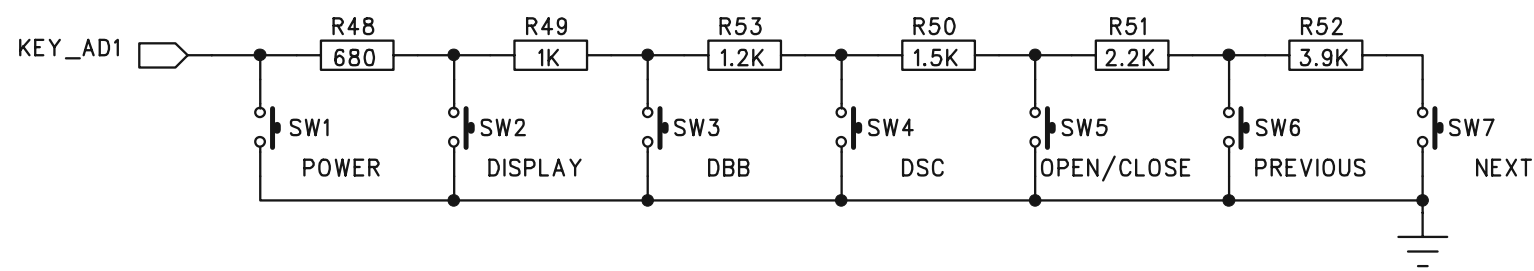 R48 R49 R53 R50 R51 R52
KEY_AD1 680 1K 1.2K 1.5K 2.2K 3.9K
SW1 SW2 SW3 SW4 SW5 SW6 SW7
POWER DISPLAY DBB DSC OPEN/CLOSE PREVIOUS NEXT